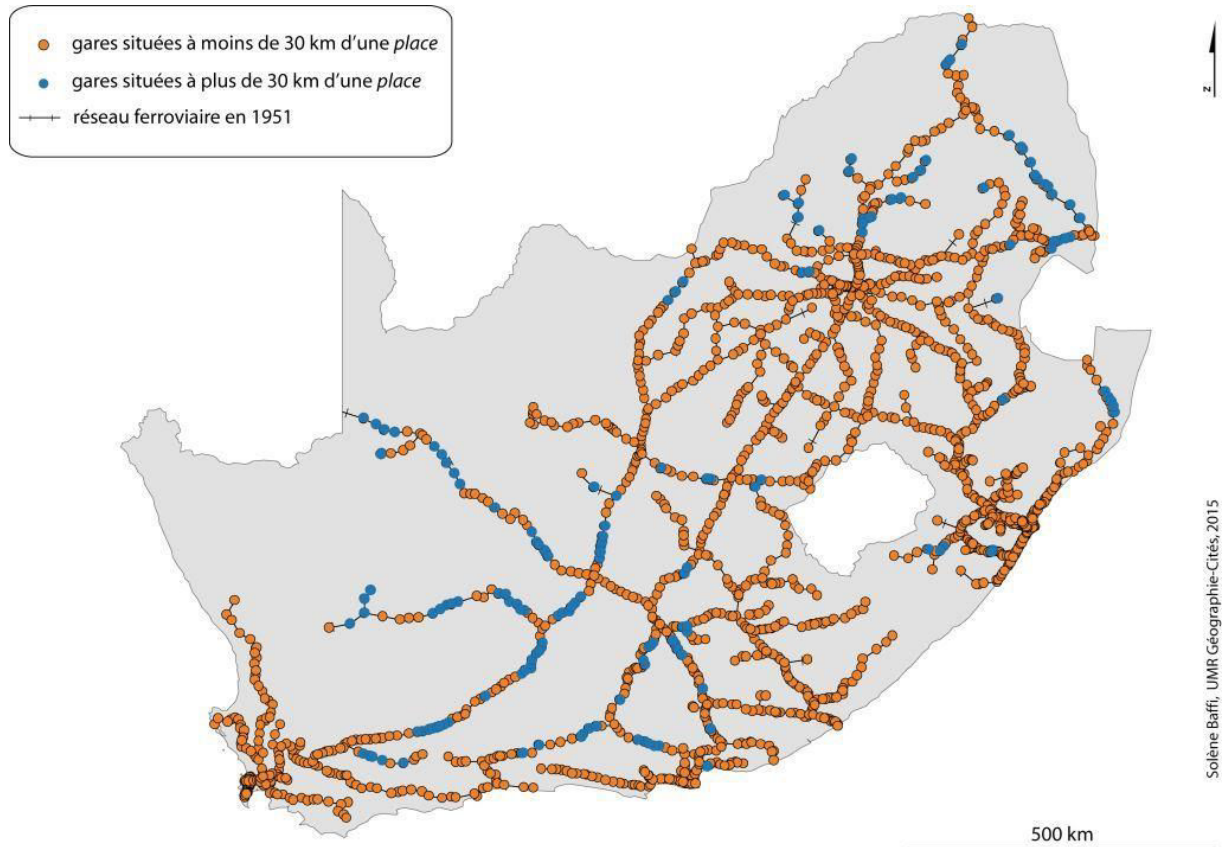 gares situées à moins de 30 km d'une place
gares situées à plus de 30 km d'une place
réseau ferroviaire en 1951
N
Solène Baffi, UMR Géographie-Cités, 2015
500 km